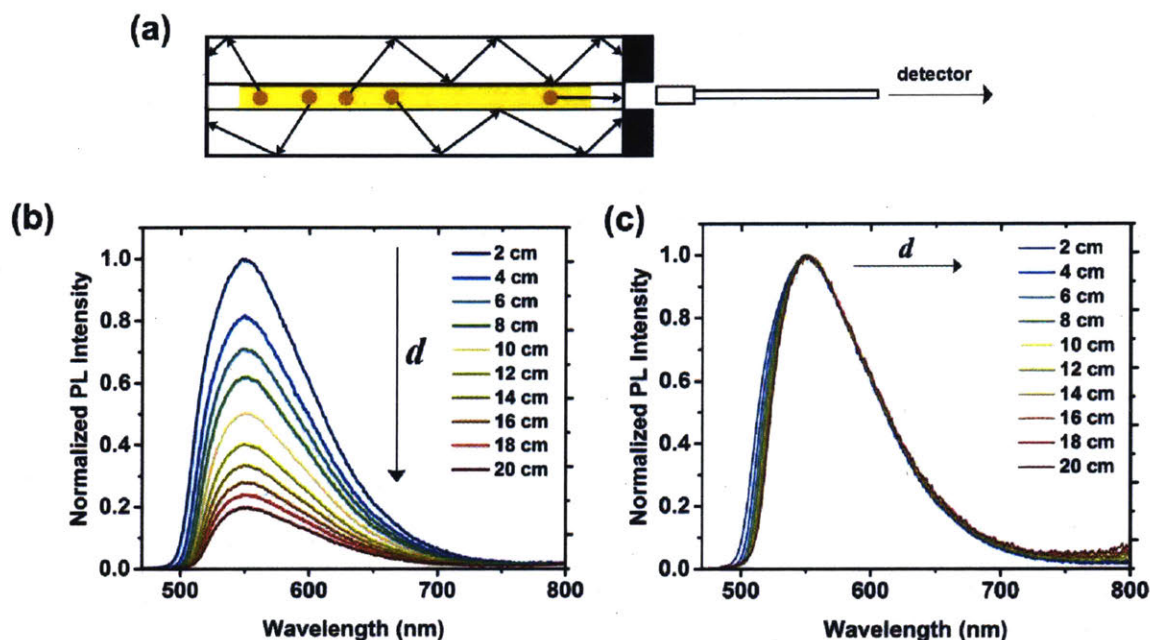 (a)
detector
(b)
Normalized PL Intensity
1.0
0.8
0.6
0.4
0.2
0.0
500
600
700
800
Wavelength (nm)
d
2 cm
4 cm
6 cm
8 cm
10 cm
12 cm
14 cm
16 cm
18 cm
20 cm
(c)
Normalized PL Intensity
1.0
0.8
0.6
0.4
0.2
0.0
500
600
700
800
Wavelength (nm)
d
2 cm
4 cm
6 cm
8 cm
10 cm
12 cm
14 cm
16 cm
18 cm
20 cm